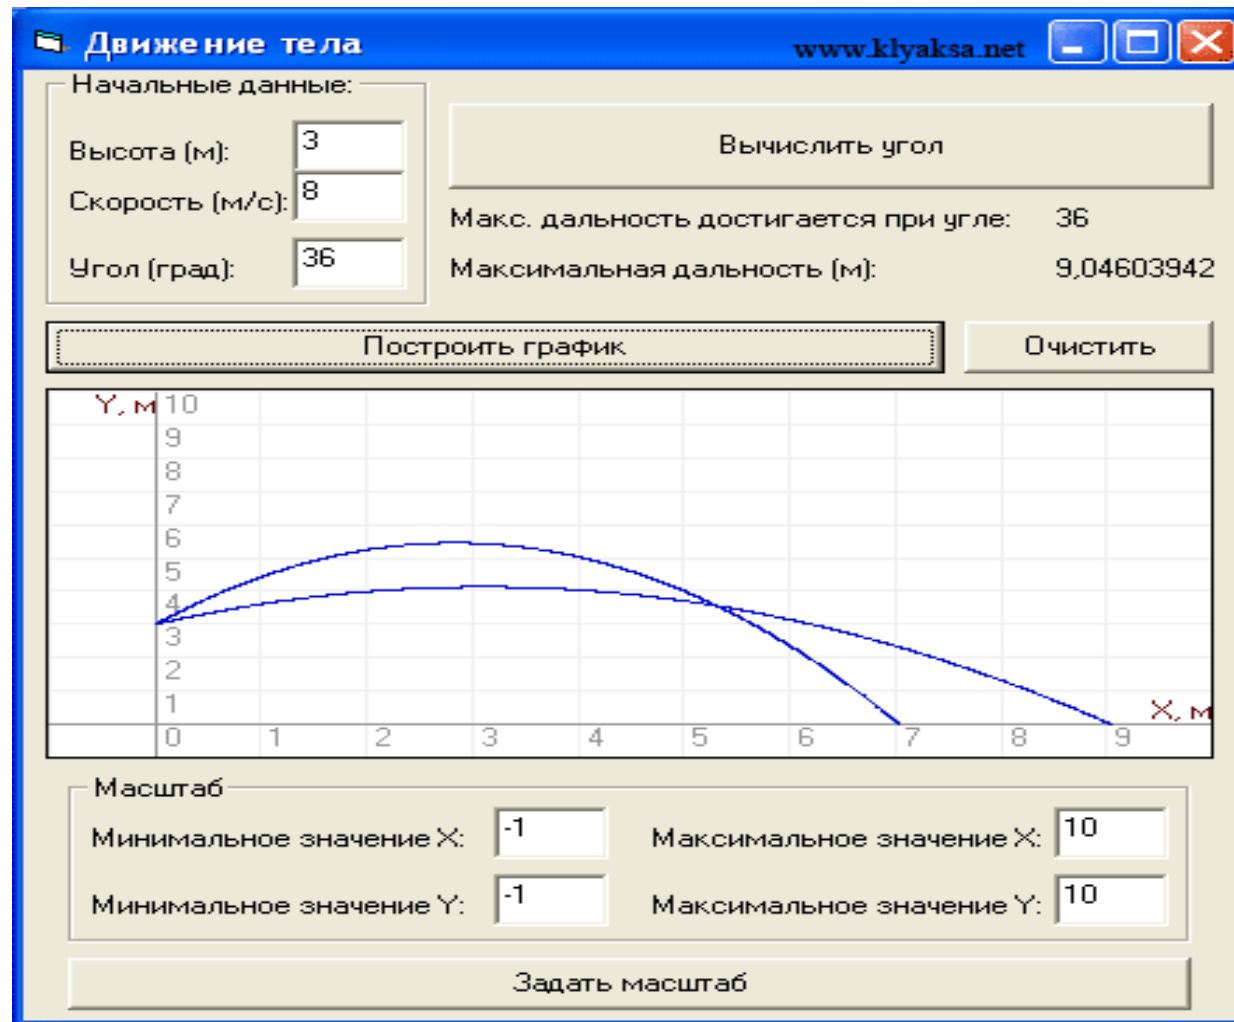 Движение тела www.klyaksa.net
Начальные данные:
Высота (м): 3
Скорость (м/с): 8
Угол (град): 36
Вычислить угол
Макс. дальность достигается при угле: 36
Максимальная дальность (м): 9,04603942
Построить график
Очистить
Y, м 10
9
8
7
6
5
4
3
2
1
X, м
0 1 2 3 4 5 6 7 8 9
Масштаб
Минимальное значение X: -1 Максимальное значение X: 10
Минимальное значение Y: -1 Максимальное значение Y: 10
Задать масштаб